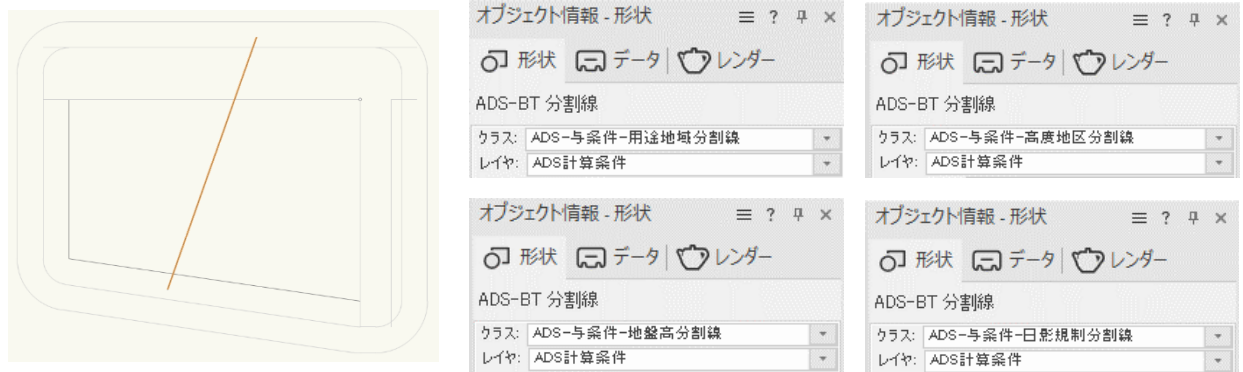 オブジェクト情報 - 形状
形状 データ レンダー
ADS-BT 分割線
クラス: ADS-与条件-用途地域分割線
レイヤ: ADS計算条件
オブジェクト情報 - 形状
形状 データ レンダー
ADS-BT 分割線
クラス: ADS-与条件-高度地区分割線
レイヤ: ADS計算条件
オブジェクト情報 - 形状
形状 データ レンダー
ADS-BT 分割線
クラス: ADS-与条件-地盤高分割線
レイヤ: ADS計算条件
オブジェクト情報 - 形状
形状 データ レンダー
ADS-BT 分割線
クラス: ADS-与条件-日影規制分割線
レイヤ: ADS計算条件